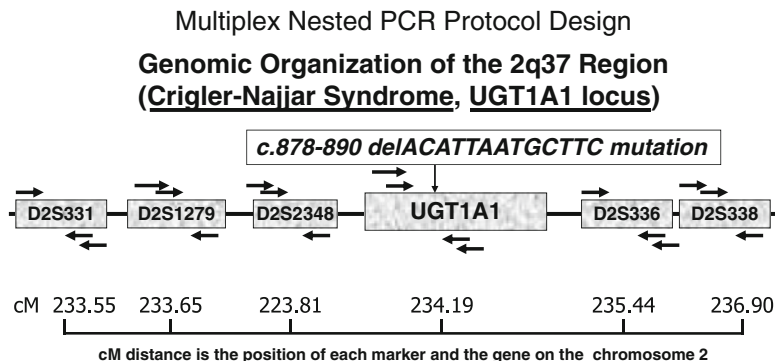 Multiplex Nested PCR Protocol Design
Genomic Organization of the 2q37 Region
(Crigler-Najjar Syndrome, UGT1A1 locus)
c.878-890 delACATTAATGCTTC mutation
D2S331 D2S1279 D2S2348 UGT1A1 D2S336 D2S338
cM 233.55 233.65 223.81 234.19 235.44 236.90
cM distance is the position of each marker and the gene on the chromosome 2